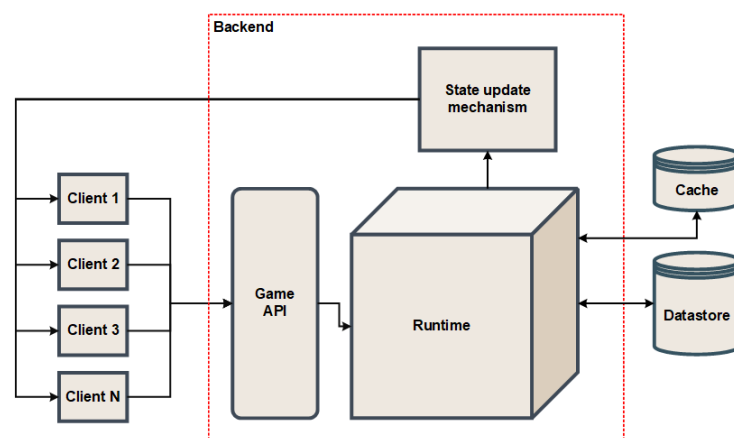 Backend
State update
mechanism
Cache
Client 1
Client 2
Game
API
Runtime
Datastore
Client 3
Client N